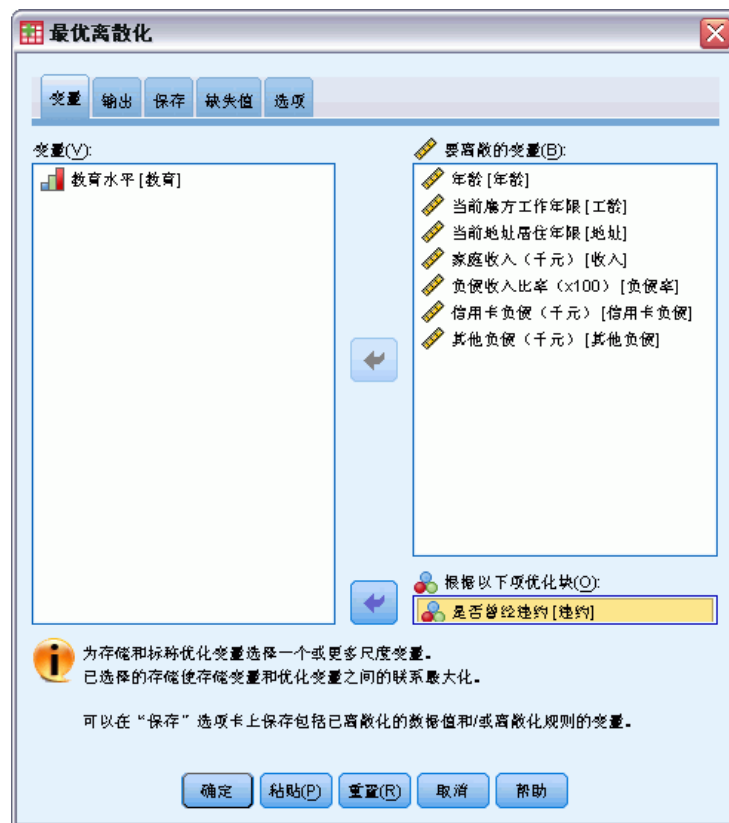 最优离散化
变量 输出 保存 缺失值 选项
变量(V):
教育水平 [教育]
要离散的变量(B):
年龄 [年龄]
当前雇方工作年限 [工龄]
当前地址居住年限 [地址]
家庭收入（千元） [收入]
负债收入比率（x100） [负债率]
信用卡负债（千元） [信用卡负债]
其他负债（千元） [其他负债]
根据以下项优化块(O):
是否曾经违约 [违约]
为存储和标称优化变量选择一个或更多尺度变量。
已选择的存储使存储变量和优化变量之间的联系最大化。
可以在“保存”选项卡上保存包括已离散化的数据值和/或离散化规则的变量。
确定 粘贴(P) 重置(R) 取消 帮助